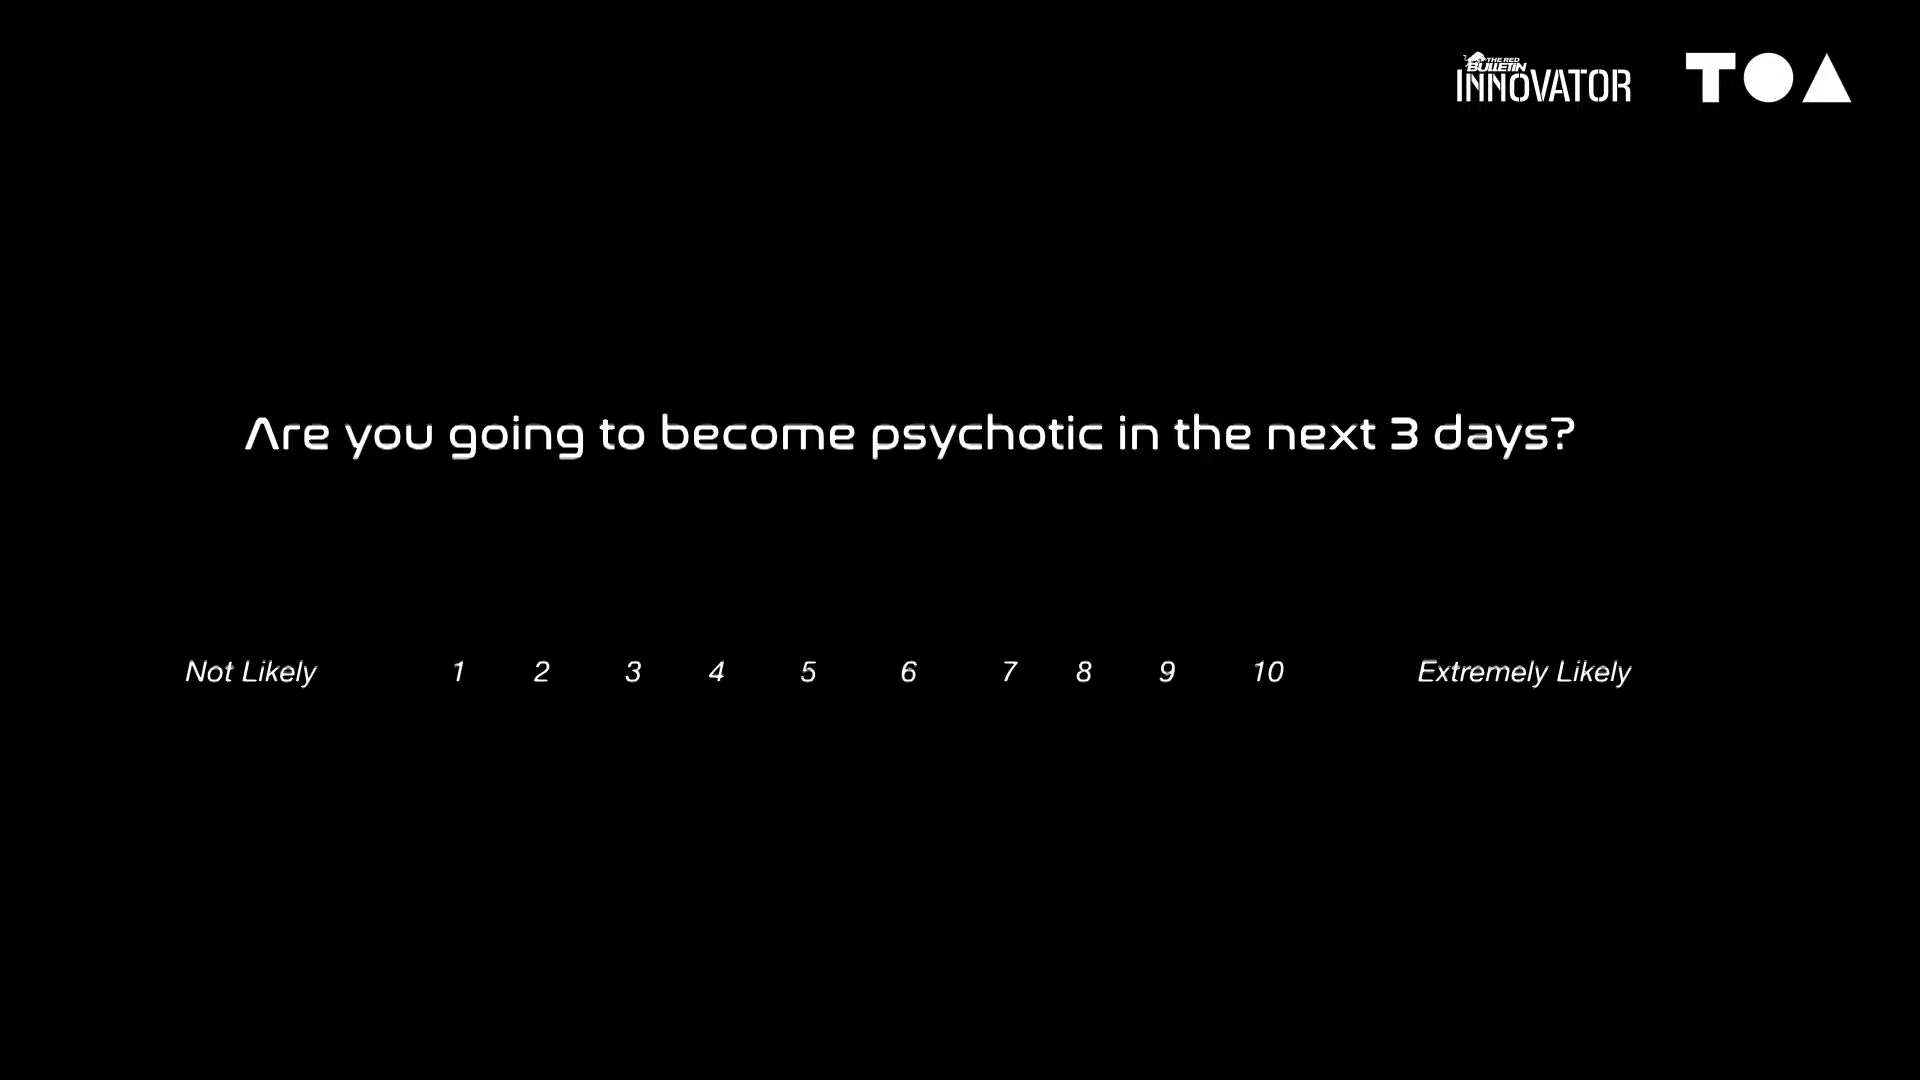 THE RED
BULLETIN
INNOVATOR
TOA
Are you going to become psychotic in the next 3 days?
Not Likely 1 2 3 4 5 6 7 8 9 10 Extremely Likely